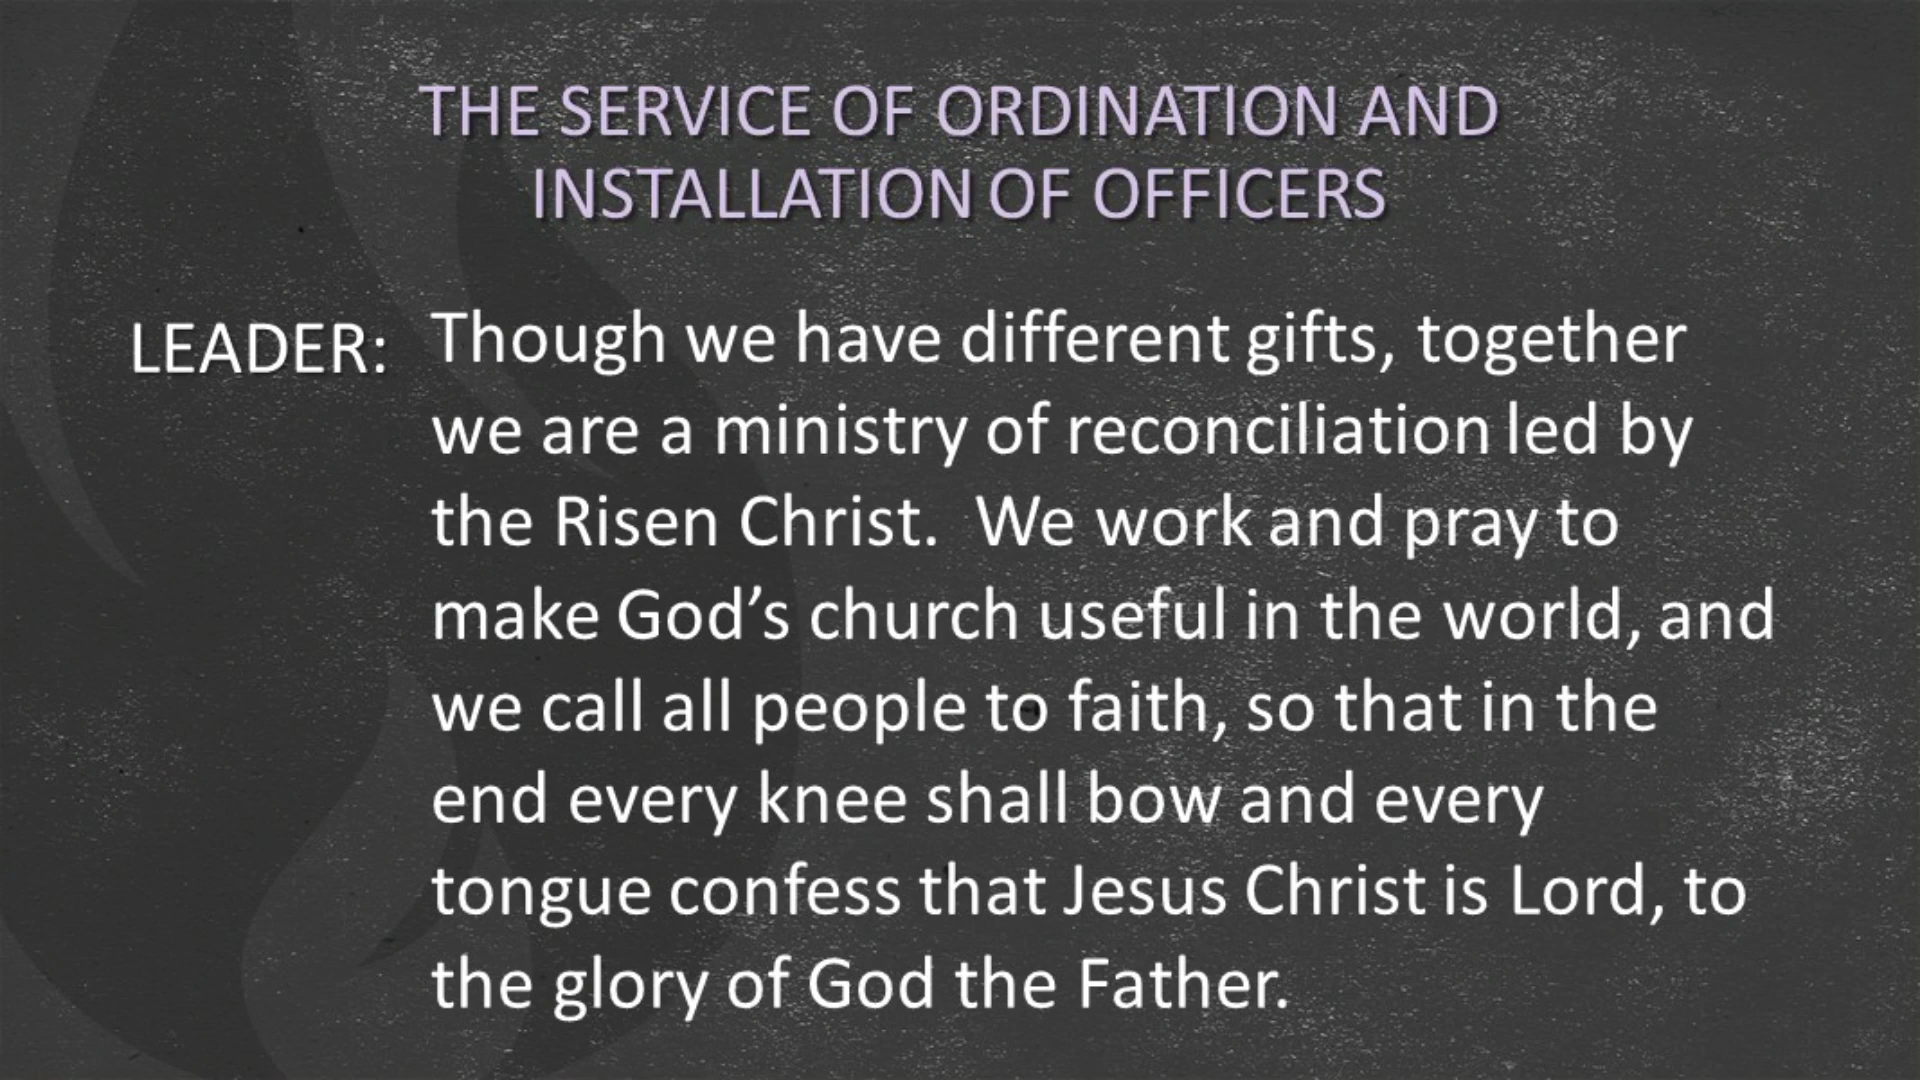 THE SERVICE OF ORDINATION AND
INSTALLATION OF OFFICERS
LEADER: Though we have different gifts, together
we are a ministry of reconciliation led by
the Risen Christ.  We work and pray to
make God’s church useful in the world, and
we call all people to faith, so that in the
end every knee shall bow and every
tongue confess that Jesus Christ is Lord, to
the glory of God the Father.